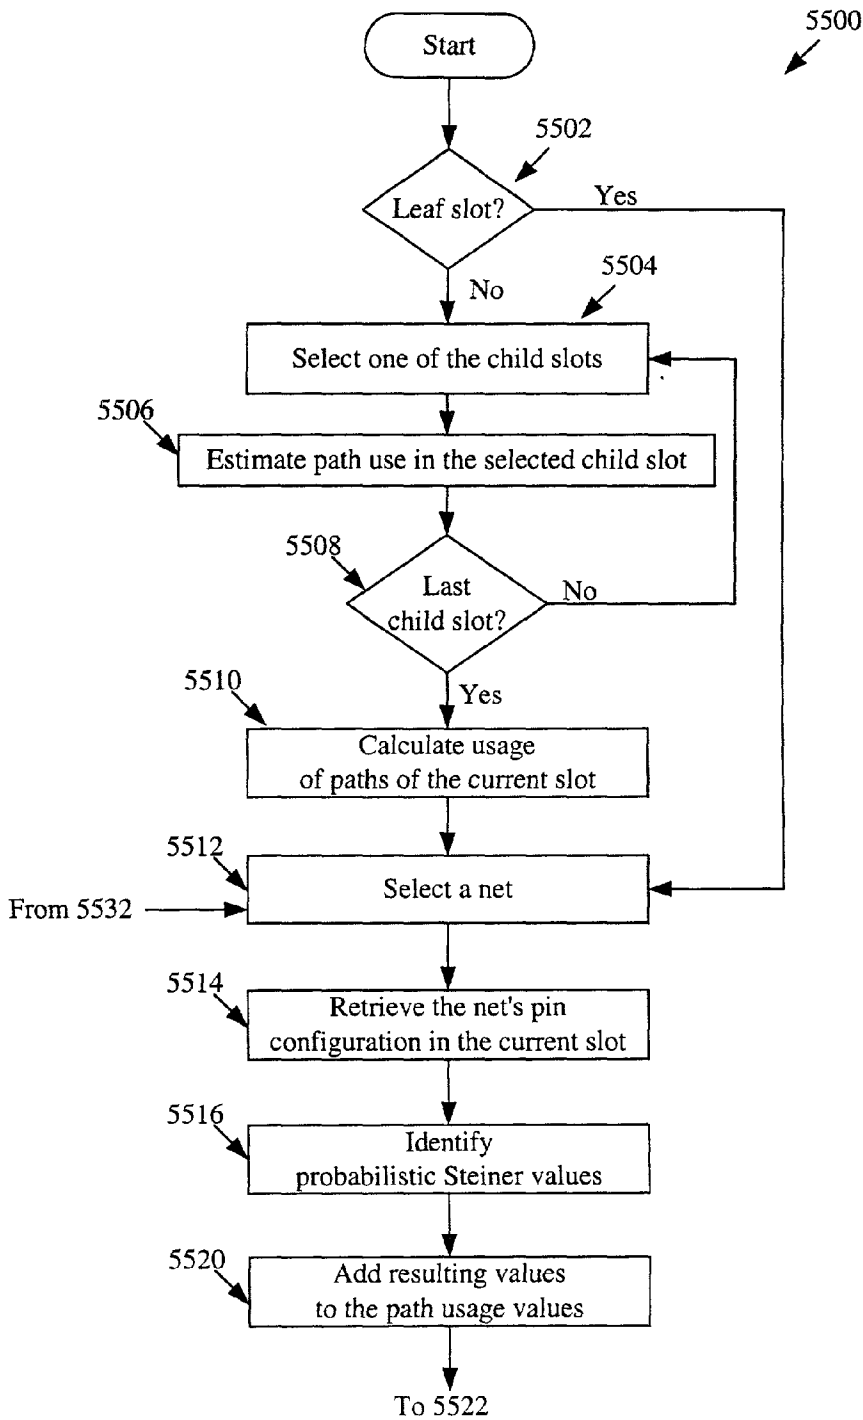 5500
Start
5502
Leaf slot?
Yes
No
5504
Select one of the child slots
5506
Estimate path use in the selected child slot
5508
Last
child slot?
No
Yes
5510
Calculate usage
of paths of the current slot
5512
Select a net
From 5532
5514
Retrieve the net's pin
configuration in the current slot
5516
Identify
probabilistic Steiner values
5520
Add resulting values
to the path usage values
To 5522